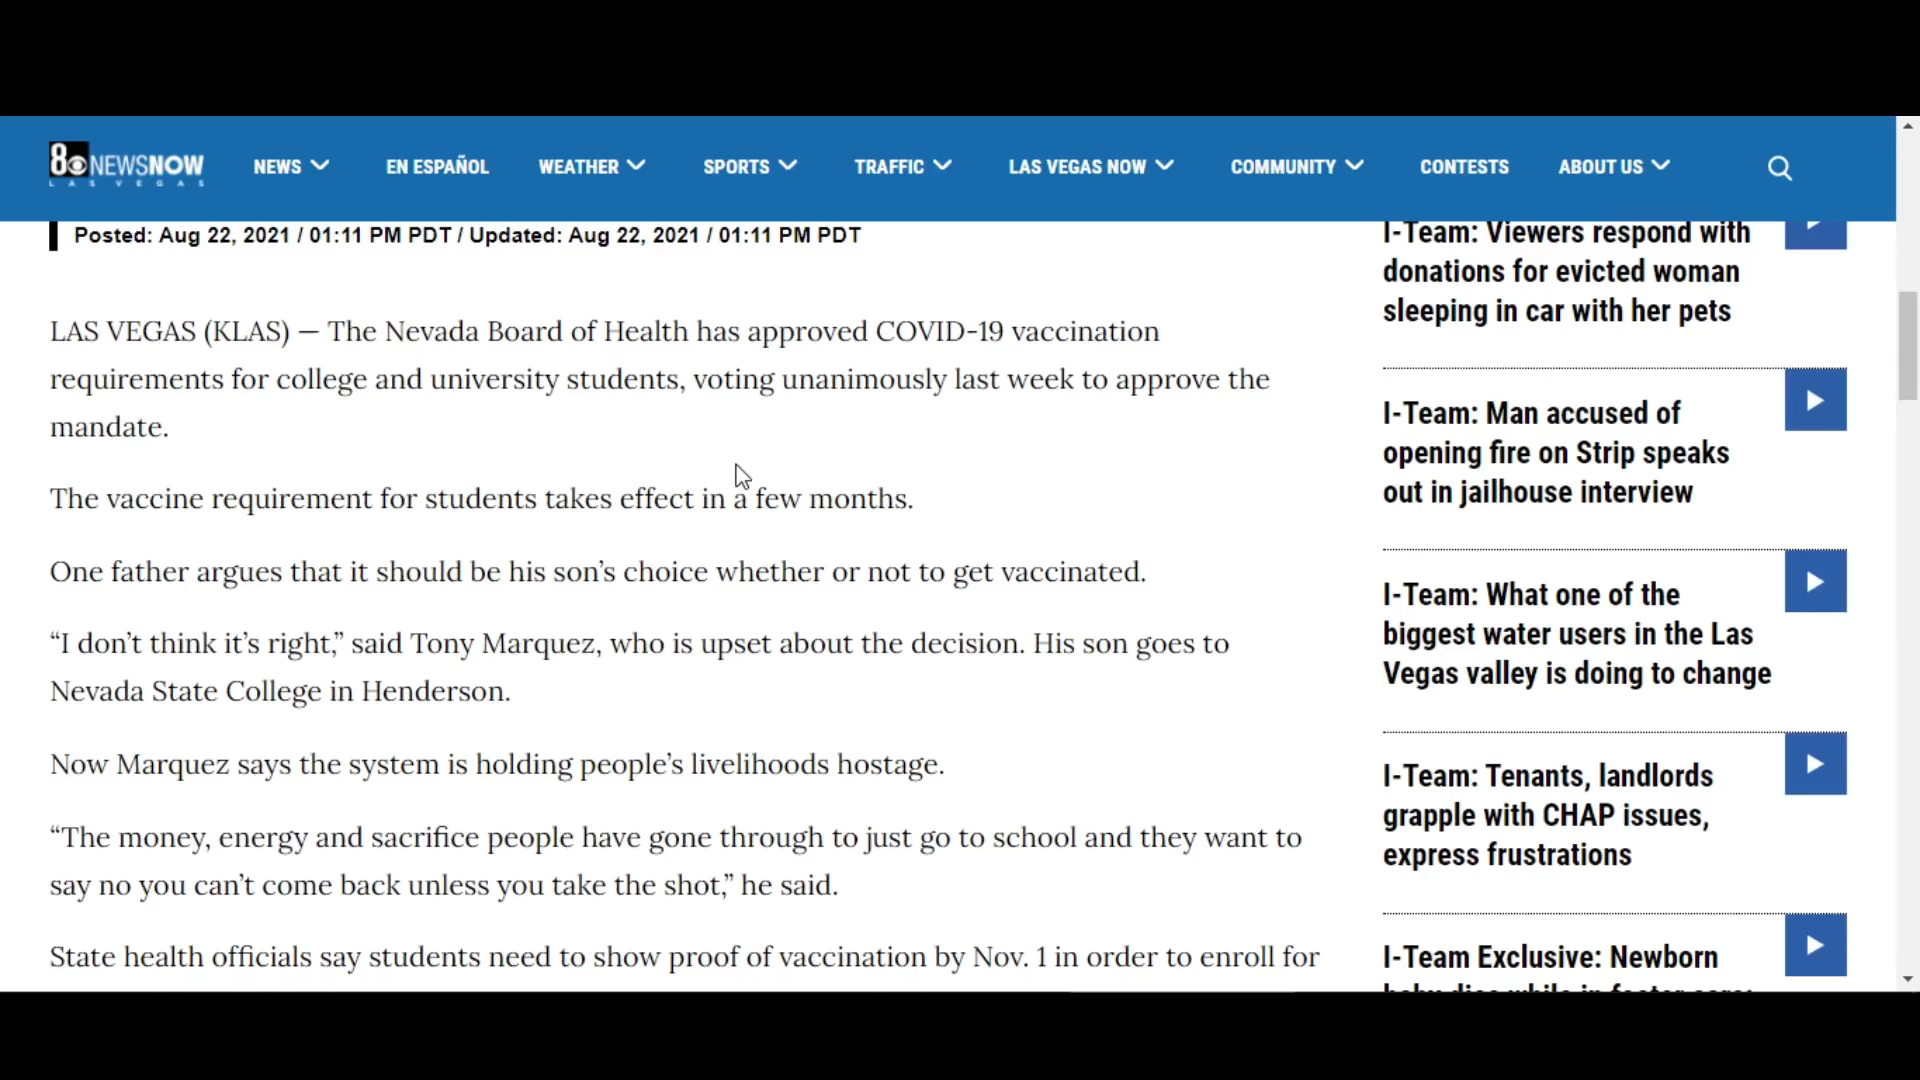 8 NEWSNOW
LAS VEGAS
NEWS
EN ESPAÑOL
WEATHER
SPORTS
TRAFFIC
LAS VEGAS NOW
COMMUNITY
CONTESTS
ABOUT US
Posted: Aug 22, 2021 / 01:11 PM PDT / Updated: Aug 22, 2021 / 01:11 PM PDT
LAS VEGAS (KLAS) — The Nevada Board of Health has approved COVID-19 vaccination
requirements for college and university students, voting unanimously last week to approve the
mandate.
The vaccine requirement for students takes effect in a few months.
One father argues that it should be his son’s choice whether or not to get vaccinated.
“I don’t think it’s right,” said Tony Marquez, who is upset about the decision. His son goes to
Nevada State College in Henderson.
Now Marquez says the system is holding people’s livelihoods hostage.
“The money, energy and sacrifice people have gone through to just go to school and they want to
say no you can’t come back unless you take the shot,” he said.
State health officials say students need to show proof of vaccination by Nov. 1 in order to enroll for
I-Team: Viewers respond with
donations for evicted woman
sleeping in car with her pets
I-Team: Man accused of
opening fire on Strip speaks
out in jailhouse interview
I-Team: What one of the
biggest water users in the Las
Vegas valley is doing to change
I-Team: Tenants, landlords
grapple with CHAP issues,
express frustrations
I-Team Exclusive: Newborn
baby dies while in foster care;